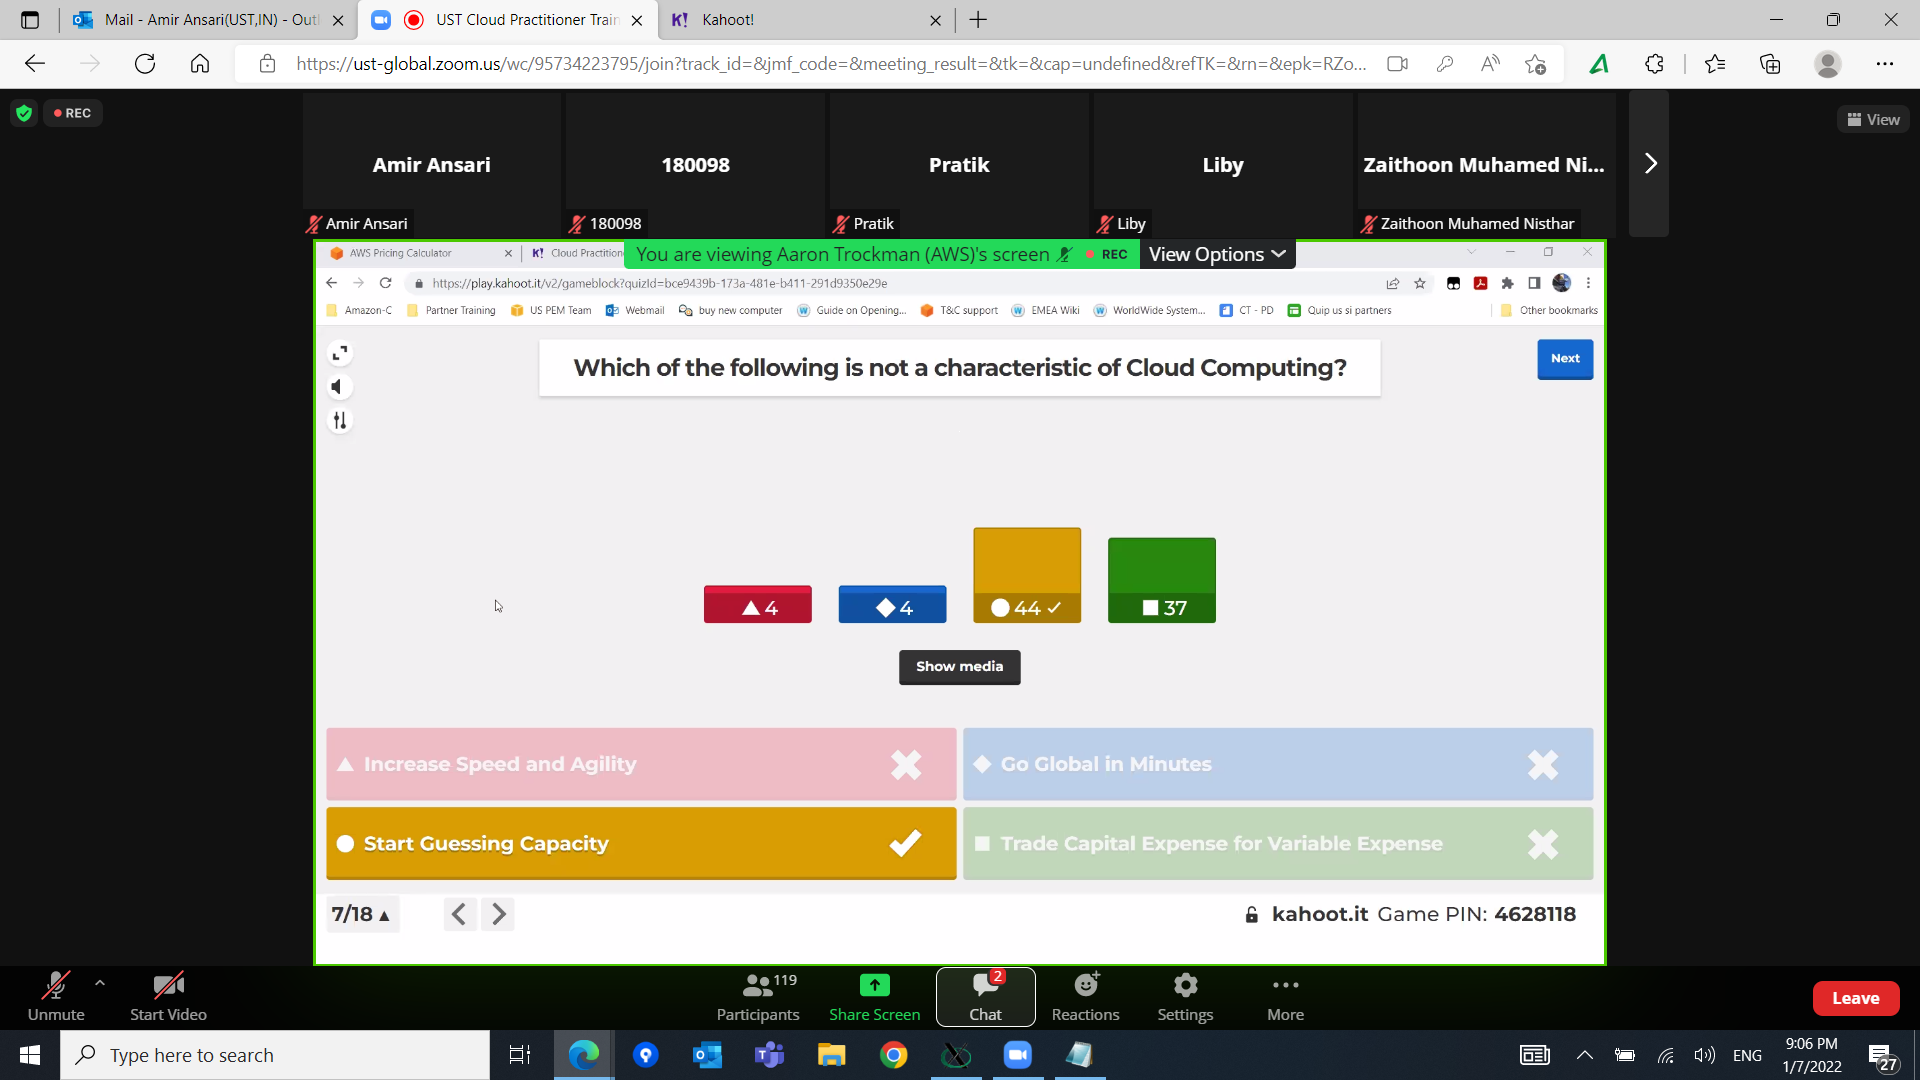 Mail - Amir Ansari(UST,IN) - Outl
UST Cloud Practitioner Train
Kahoot!
https://ust-global.zoom.us/wc/95734223795/join?track_id=&jmf_code=&meeting_result=&tk=&cap=undefined&refTK=&rn=&epk=RZo...
REC
View
Amir Ansari
180098
Pratik
Liby
Zaithoon Muhamed Ni...
Amir Ansari
180098
Pratik
Liby
Zaithoon Muhamed Nisthar
AWS Pricing Calculator
Cloud Practition
You are viewing Aaron Trockman (AWS)'s screen
REC
View Options
https://play.kahoot.it/v2/gameblock?quizId=bce9439b-173a-481e-b411-291d9350e29e
Amazon-C
Partner Training
US PEM Team
Webmail
buy new computer
Guide on Opening...
T&C support
EMEA Wiki
WorldWide System...
CT - PD
Quip us si partners
Other bookmarks
Which of the following is not a characteristic of Cloud Computing?
Next
4
4
44
37
Show media
Increase Speed and Agility
Go Global in Minutes
Start Guessing Capacity
Trade Capital Expense for Variable Expense
7/18
kahoot.it Game PIN: 4628118
Unmute
Start Video
119
Participants
Share Screen
2
Chat
Reactions
Settings
More
Leave
Type here to search
ENG
9:06 PM
1/7/2022
27